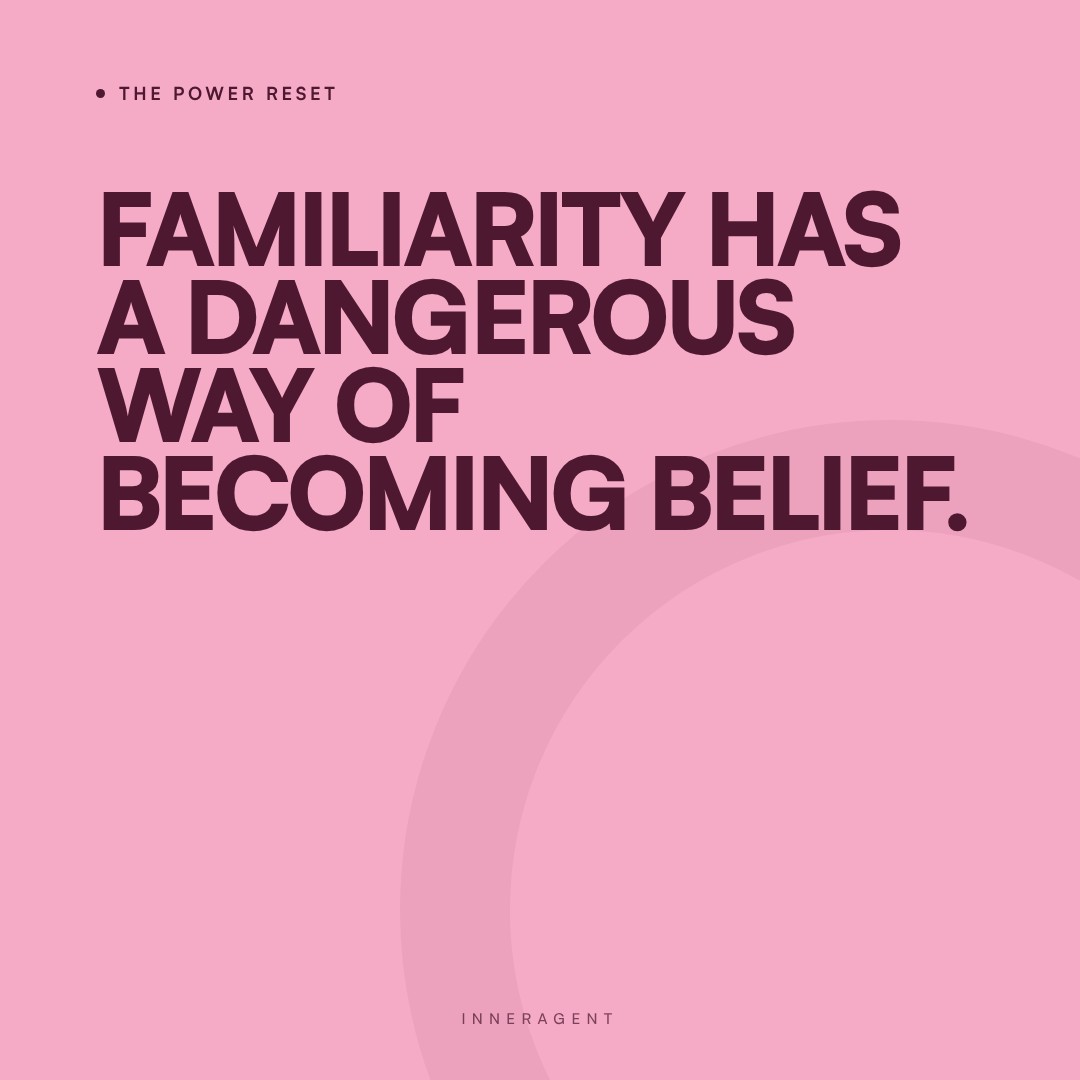 THE POWER RESET
FAMILIARITY HAS
A DANGEROUS
WAY OF
BECOMING BELIEF.
INNERAGENT